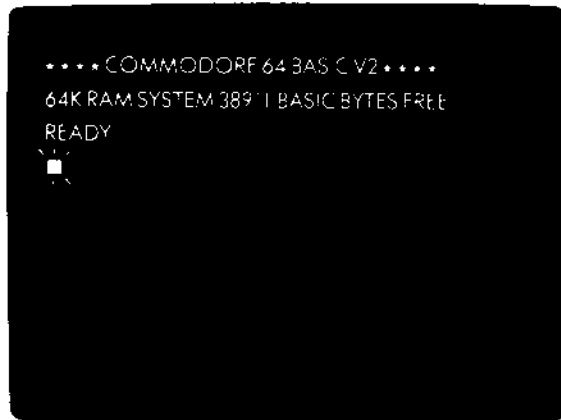 **** COMMODORE 64 BASIC V2 ****
64K RAM SYSTEM 38911 BASIC BYTES FREE
READY